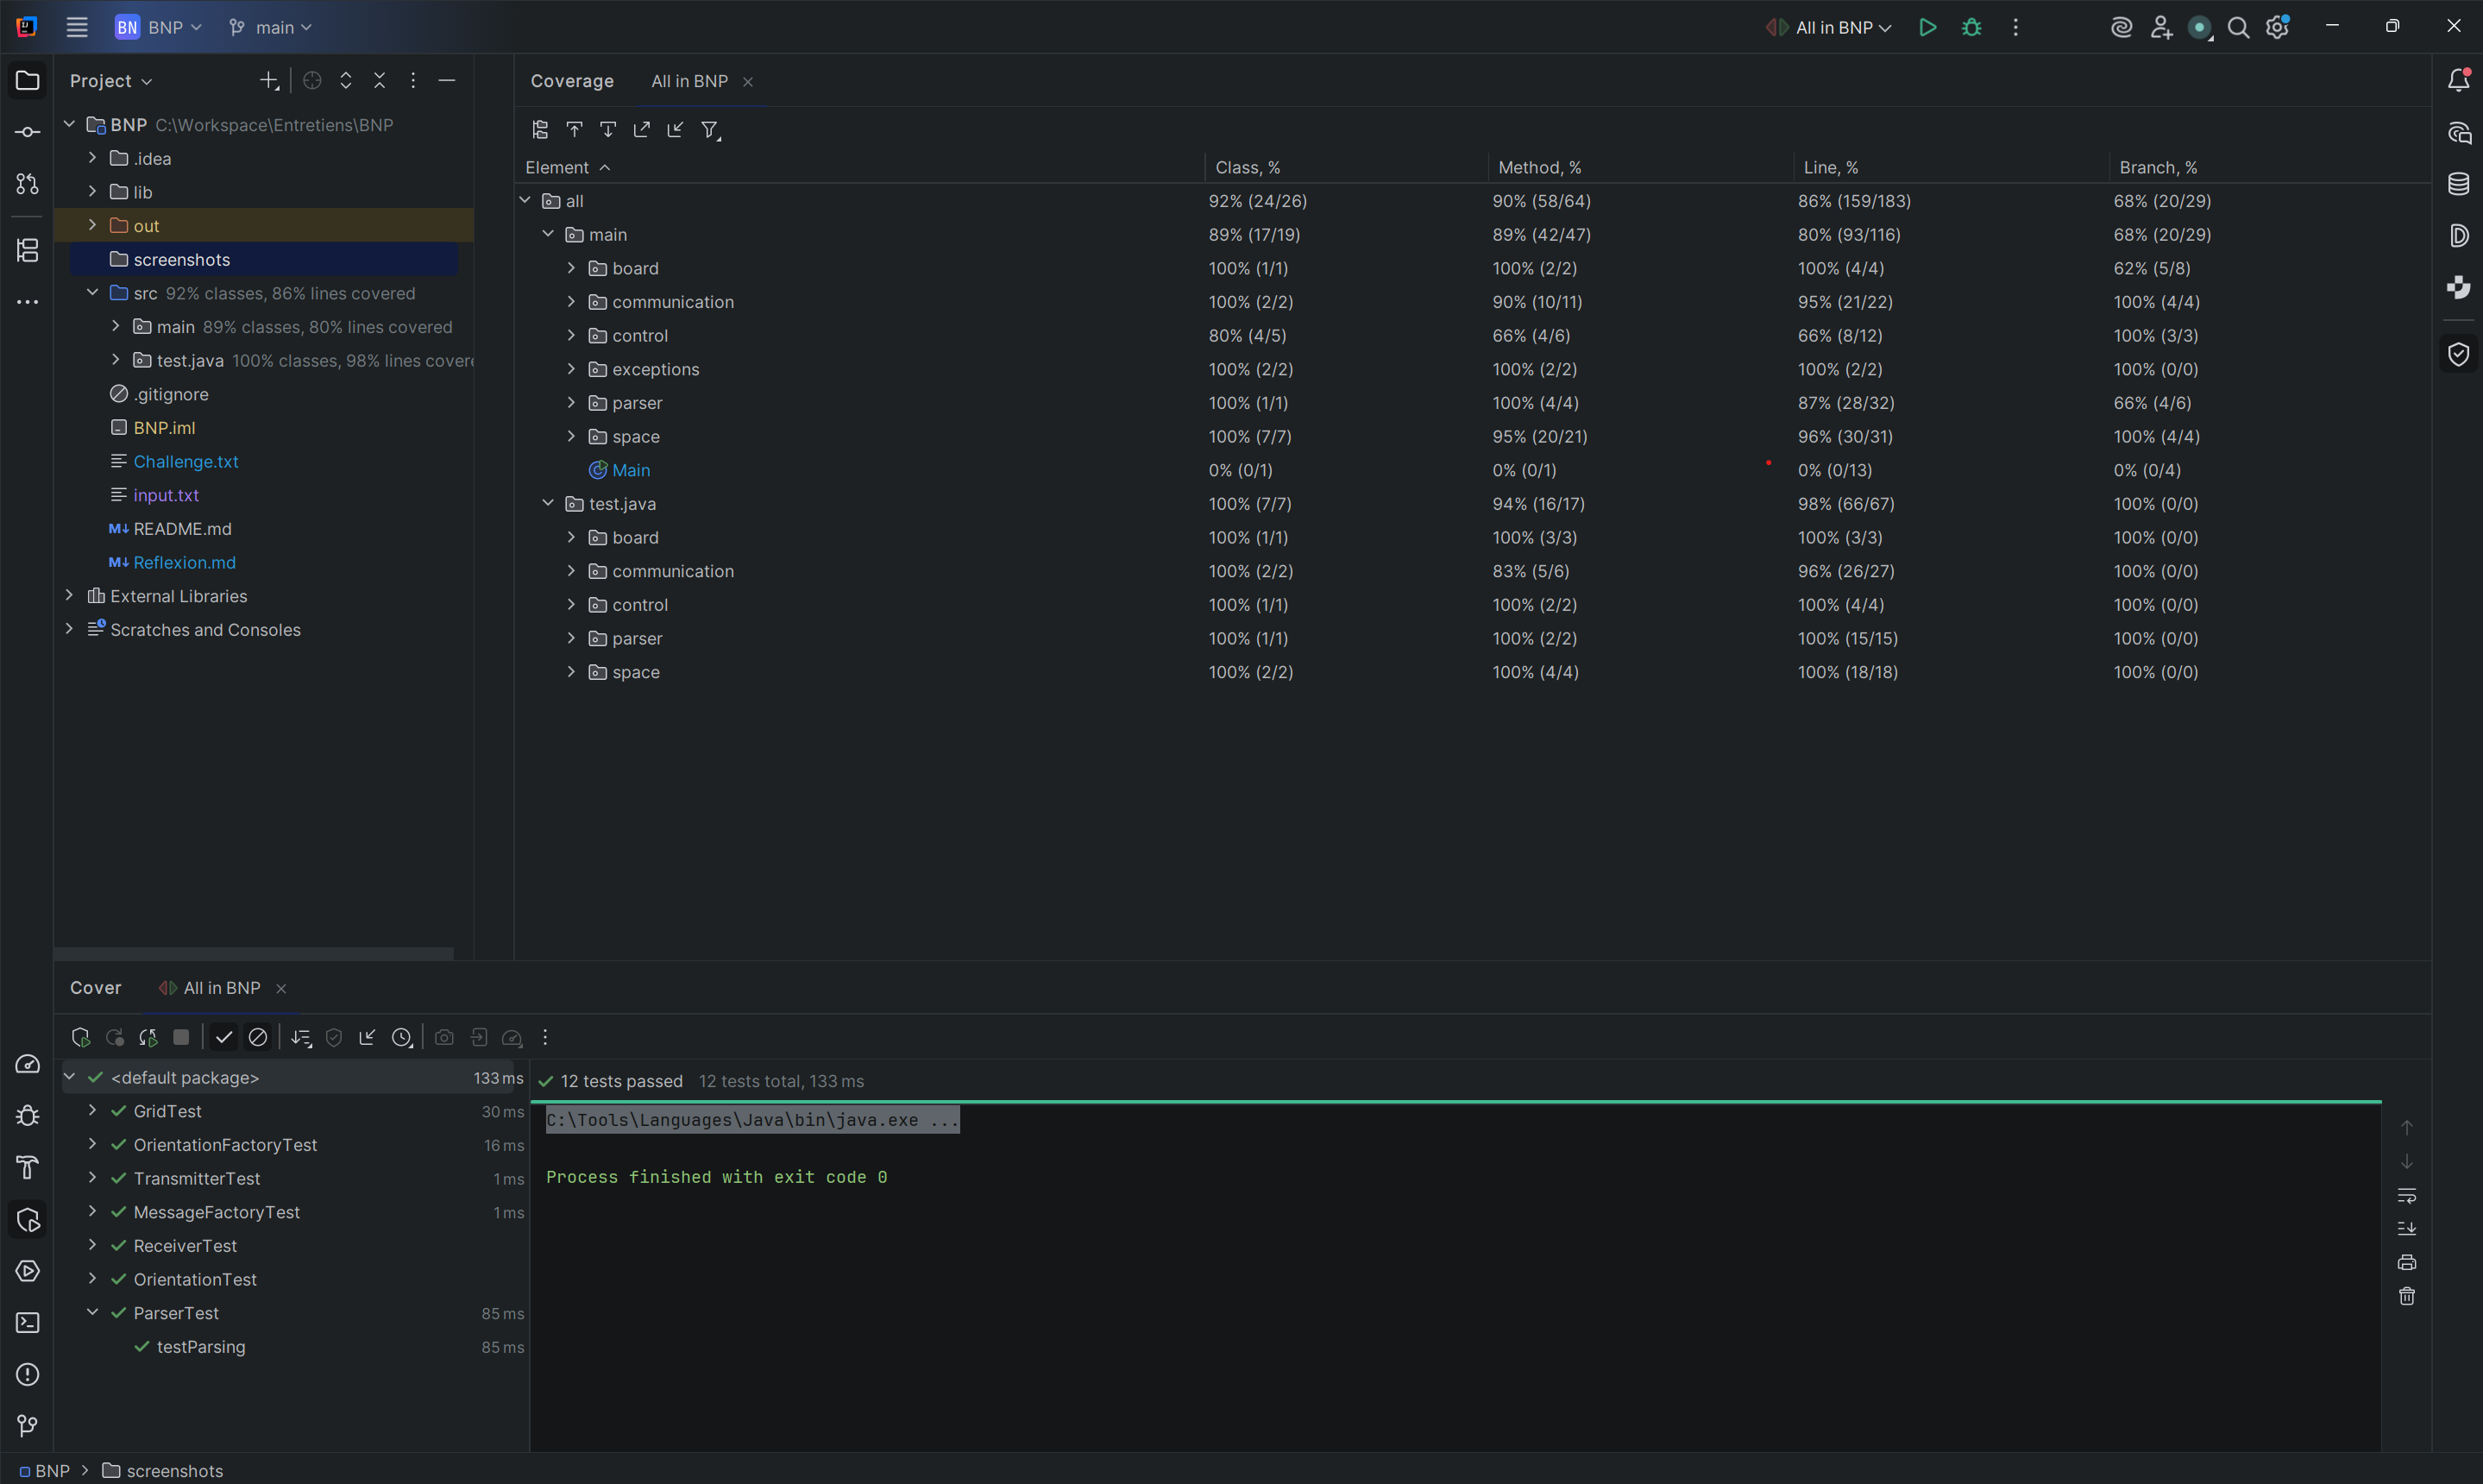 BN BNP main All in BNP
Project
BNP C:\Workspace\Entretiens\BNP
.idea
lib
out
screenshots
src 92% classes, 86% lines covered
main 89% classes, 80% lines covered
test.java 100% classes, 98% lines covere
.gitignore
BNP.iml
Challenge.txt
input.txt
M↓ README.md
M↓ Reflexion.md
External Libraries
Scratches and Consoles
Coverage All in BNP
Element Class, % Method, % Line, % Branch, %
all 92% (24/26) 90% (58/64) 86% (159/183) 68% (20/29)
main 89% (17/19) 89% (42/47) 80% (93/116) 68% (20/29)
board 100% (1/1) 100% (2/2) 100% (4/4) 62% (5/8)
communication 100% (2/2) 90% (10/11) 95% (21/22) 100% (4/4)
control 80% (4/5) 66% (4/6) 66% (8/12) 100% (3/3)
exceptions 100% (2/2) 100% (2/2) 100% (2/2) 100% (0/0)
parser 100% (1/1) 100% (4/4) 87% (28/32) 66% (4/6)
space 100% (7/7) 95% (20/21) 96% (30/31) 100% (4/4)
Main 0% (0/1) 0% (0/1) 0% (0/13) 0% (0/4)
test.java 100% (7/7) 94% (16/17) 98% (66/67) 100% (0/0)
board 100% (1/1) 100% (3/3) 100% (3/3) 100% (0/0)
communication 100% (2/2) 83% (5/6) 96% (26/27) 100% (0/0)
control 100% (1/1) 100% (2/2) 100% (4/4) 100% (0/0)
parser 100% (1/1) 100% (2/2) 100% (15/15) 100% (0/0)
space 100% (2/2) 100% (4/4) 100% (18/18) 100% (0/0)
Cover All in BNP
<default package> 133 ms
GridTest 30 ms
OrientationFactoryTest 16 ms
TransmitterTest 1 ms
MessageFactoryTest 1 ms
ReceiverTest
OrientationTest
ParserTest 85 ms
testParsing 85 ms
12 tests passed 12 tests total, 133 ms
C:\Tools\Languages\Java\bin\java.exe ...
Process finished with exit code 0
BNP > screenshots